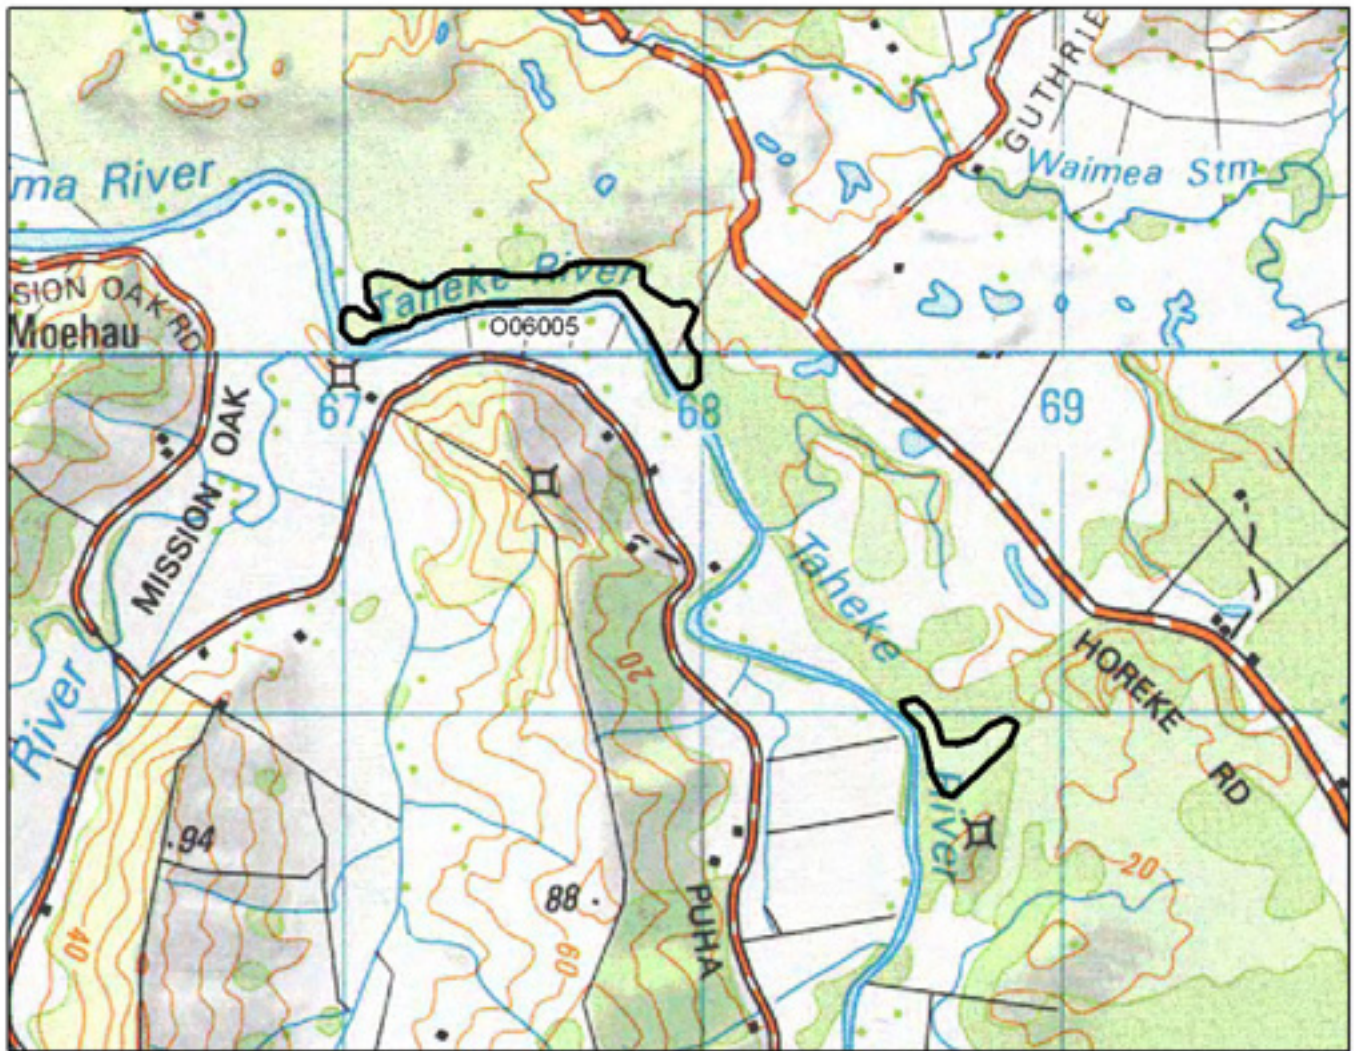 GUTHRIE
Waimea Stm
ma River
Taheke River
SION OAK RD
O06005
Moehau
67
68
69
MISSION OAK
Taheke
River
20
HOREKE
RD
River
94
20
88
PUHA
40
60